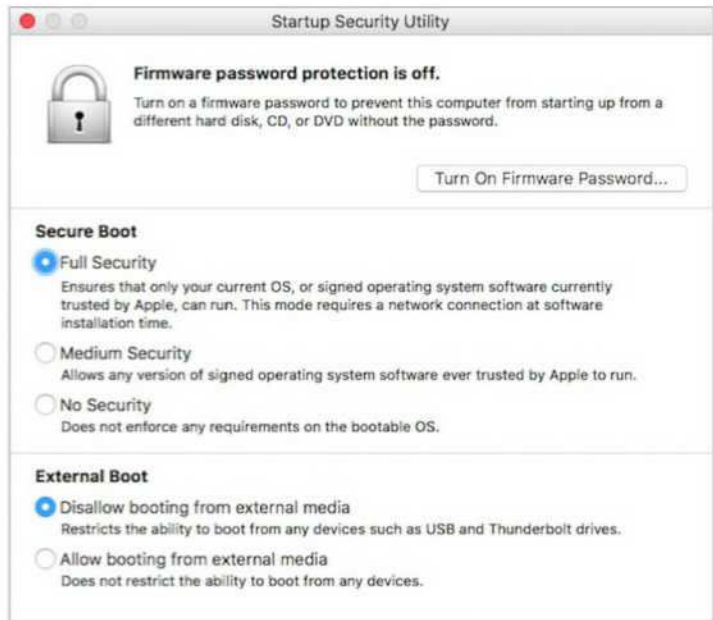 Startup Security Utility
Firmware password protection is off.
Turn on a firmware password to prevent this computer from starting up from a
different hard disk, CD, or DVD without the password.
Turn On Firmware Password...
Secure Boot
Full Security
Ensures that only your current OS, or signed operating system software currently
trusted by Apple, can run. This mode requires a network connection at software
installation time.
Medium Security
Allows any version of signed operating system software ever trusted by Apple to run.
No Security
Does not enforce any requirements on the bootable OS.
External Boot
Disallow booting from external media
Restricts the ability to boot from any devices such as USB and Thunderbolt drives.
Allow booting from external media
Does not restrict the ability to boot from any devices.